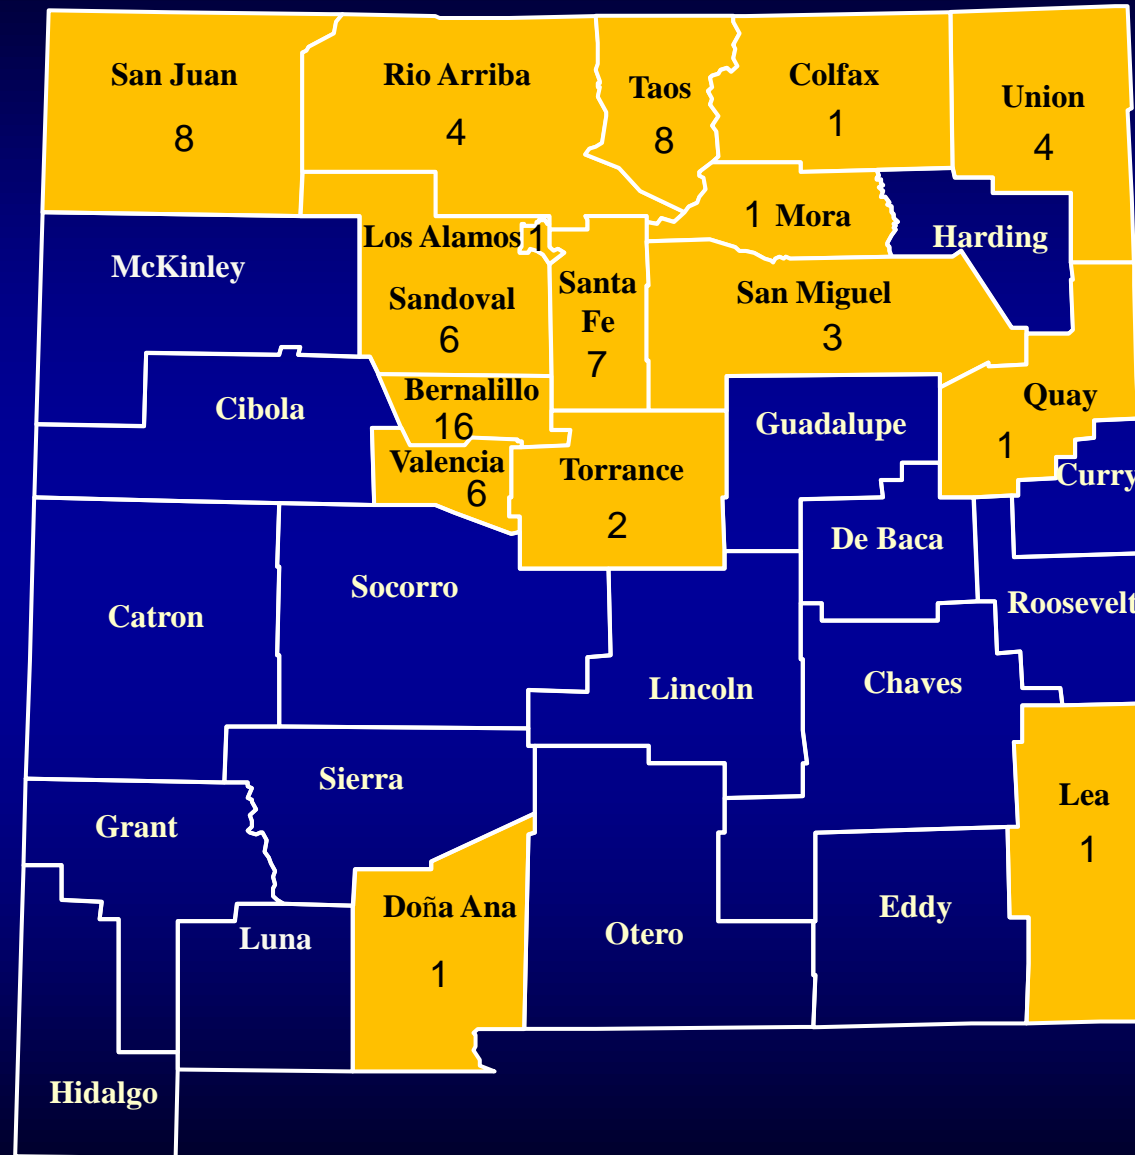 San Juan
8
Rio Arriba
4
Taos
8
Colfax
1
Union
4
1 Mora
Harding
Los Alamos 1
McKinley
Sandoval
6
Santa
Fe
7
San Miguel
3
Bernalillo
16
Cibola
Guadalupe
Quay
1
Valencia
6
Torrance
2
Curry
De Baca
Socorro
Catron
Roosevelt
Lincoln
Chaves
Sierra
Lea
1
Grant
Doña Ana
1
Eddy
Otero
Luna
Hidalgo